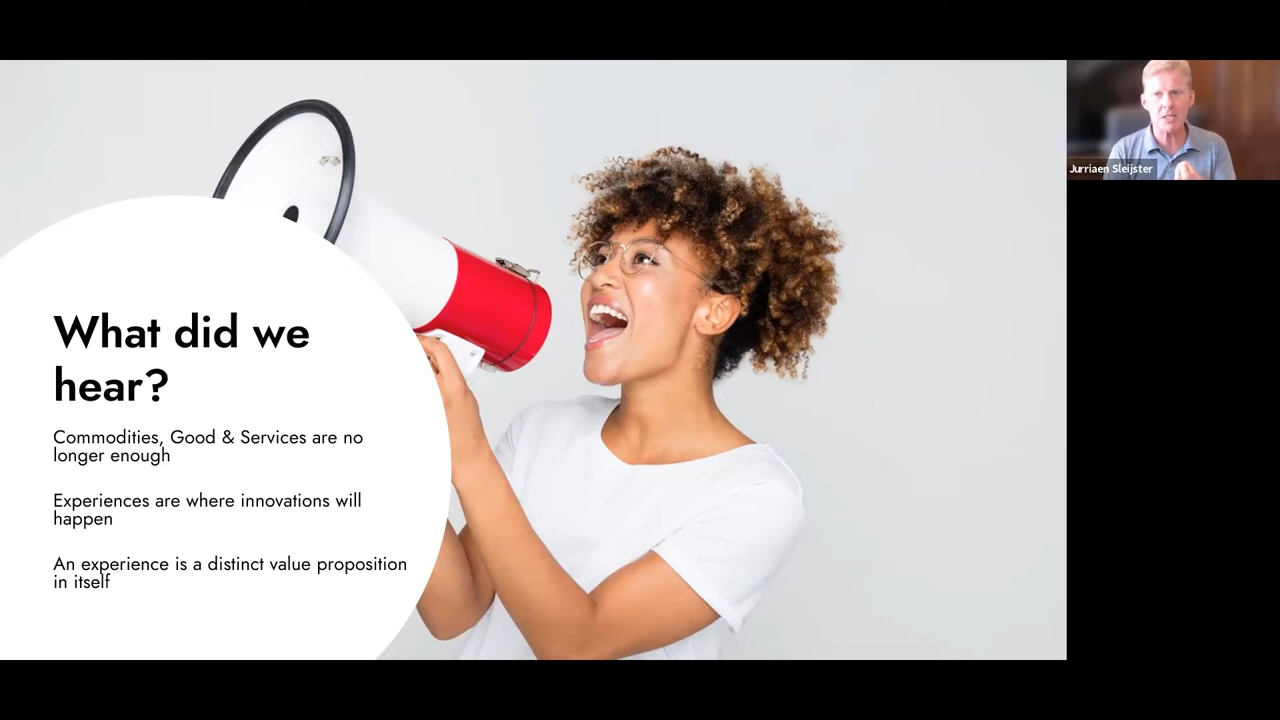 What did we
hear?
Commodities, Good & Services are no
longer enough
Experiences are where innovations will
happen
An experience is a distinct value proposition
in itself
Jurriaen Sleijster